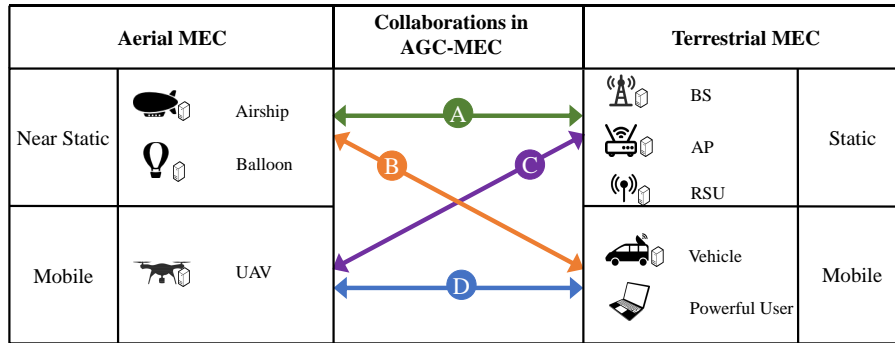 Aerial MEC
Collaborations in
AGC-MEC
Terrestrial MEC
Near Static
Airship
Balloon
A
B
C
BS
AP
RSU
Static
Mobile
UAV
D
Vehicle
Powerful User
Mobile